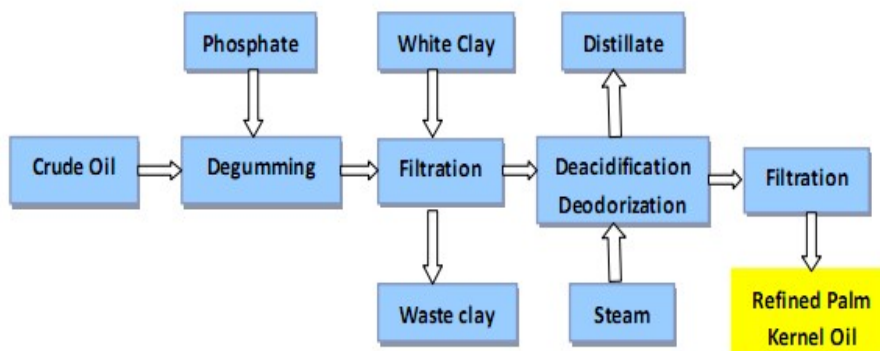 Phosphate
White Clay
Distillate
Crude Oil
Degumming
Filtration
Deacidification
Deodorization
Filtration
Waste clay
Steam
Refined Palm
Kernel Oil